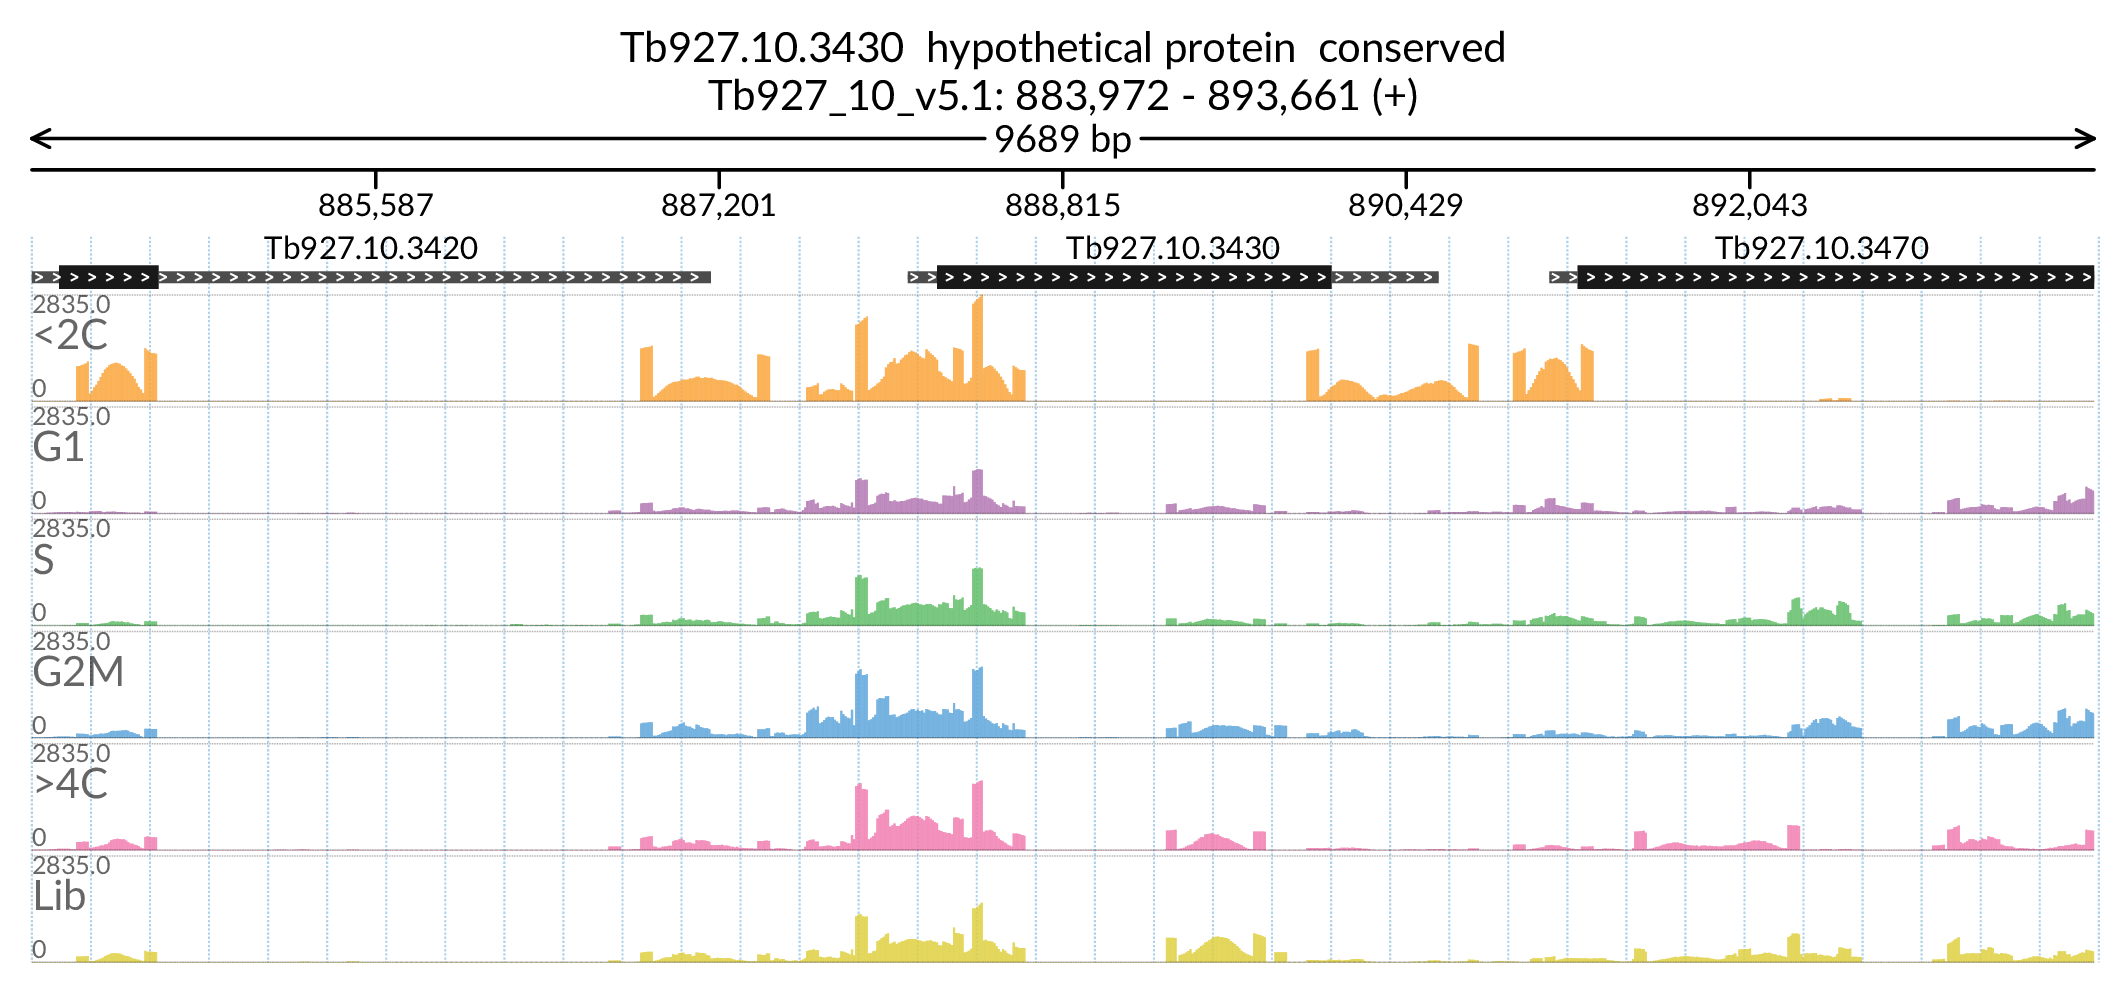 Tb927.10.3430  hypothetical protein  conserved
Tb927_10_v5.1: 883,972 - 893,661 (+)
9689 bp
885,587 887,201 888,815 890,429 892,043
Tb927.10.3420 Tb927.10.3430 Tb927.10.3470
2835.0
<2C
0
2835.0
G1
0
2835.0
S
0
2835.0
G2M
0
2835.0
>4C
0
2835.0
Lib
0